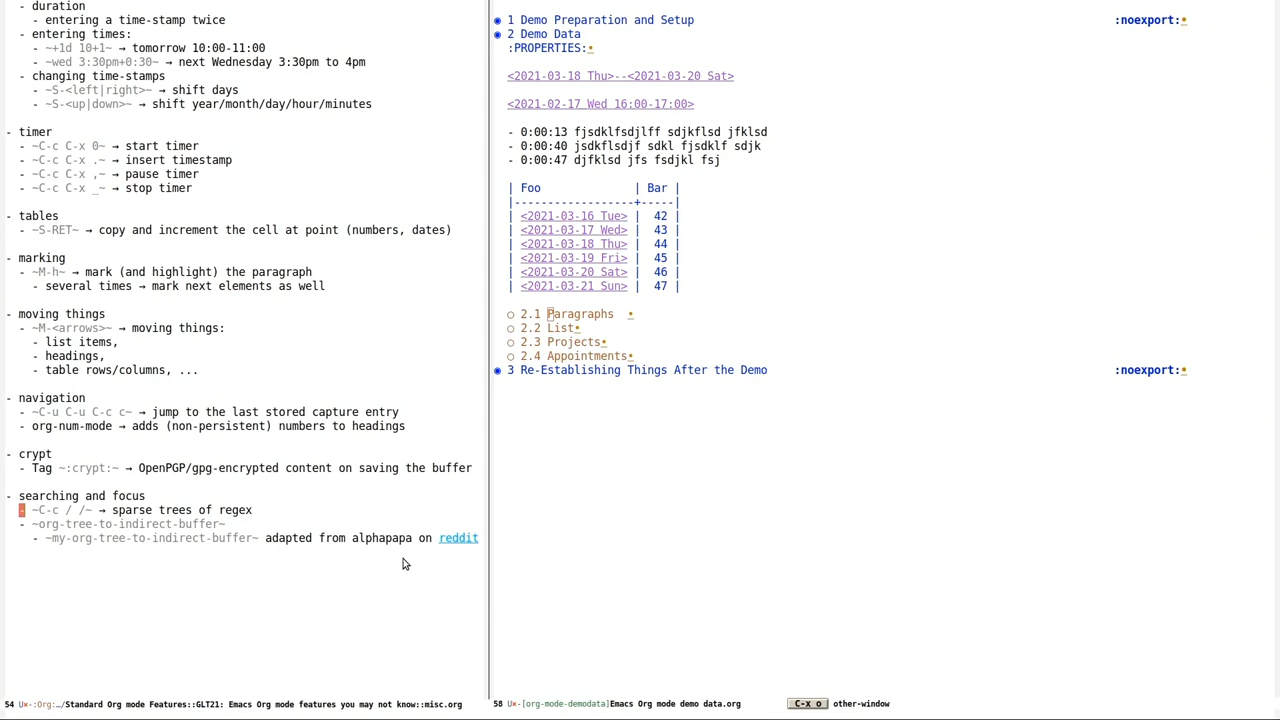 - duration
- entering a time-stamp twice
- entering times:
- ~+1d 10+1~ → tomorrow 10:00-11:00
- ~wed 3:30pm+0:30~ → next Wednesday 3:30pm to 4pm
- changing time-stamps
- ~S-<left|right>~ → shift days
- ~S-<up|down>~ → shift year/month/day/hour/minutes
- timer
- ~C-c C-x 0~ → start timer
- ~C-c C-x .~ → insert timestamp
- ~C-c C-x ,~ → pause timer
- ~C-c C-x _~ → stop timer
- tables
- ~S-RET~ → copy and increment the cell at point (numbers, dates)
- marking
- ~M-h~ → mark (and highlight) the paragraph
- several times → mark next elements as well
- moving things
- ~M-<arrows>~ → moving things:
- list items,
- headings,
- table rows/columns, ...
- navigation
- ~C-u C-u C-c c~ → jump to the last stored capture entry
- org-num-mode → adds (non-persistent) numbers to headings
- crypt
- Tag ~:crypt:~ → OpenPGP/gpg-encrypted content on saving the buffer
- searching and focus
- ~C-c / /~ → sparse trees of regex
- ~org-tree-to-indirect-buffer~
- ~my-org-tree-to-indirect-buffer~ adapted from alphapapa on reddit
54 U×-:Org:…/Standard Org mode Features::GLT21: Emacs Org mode features you may not know::misc.org
◉ 1 Demo Preparation and Setup :noexport:•
◉ 2 Demo Data
:PROPERTIES:•
<2021-03-18 Thu>--<2021-03-20 Sat>
<2021-02-17 Wed 16:00-17:00>
- 0:00:13 fjsdklfsdjlff sdjkflsd jfklsd
- 0:00:40 jsdkflsdjf sdkl fjsdklf sdjk
- 0:00:47 djfklsd jfs fsdjkl fsj
| Foo | Bar |
|------------------+-----|
| <2021-03-16 Tue> | 42 |
| <2021-03-17 Wed> | 43 |
| <2021-03-18 Thu> | 44 |
| <2021-03-19 Fri> | 45 |
| <2021-03-20 Sat> | 46 |
| <2021-03-21 Sun> | 47 |
○ 2.1 Paragraphs •
○ 2.2 List•
○ 2.3 Projects•
○ 2.4 Appointments•
◉ 3 Re-Establishing Things After the Demo :noexport:•
58 U×-[org-mode-demodata]Emacs Org mode demo data.org C-x o other-window